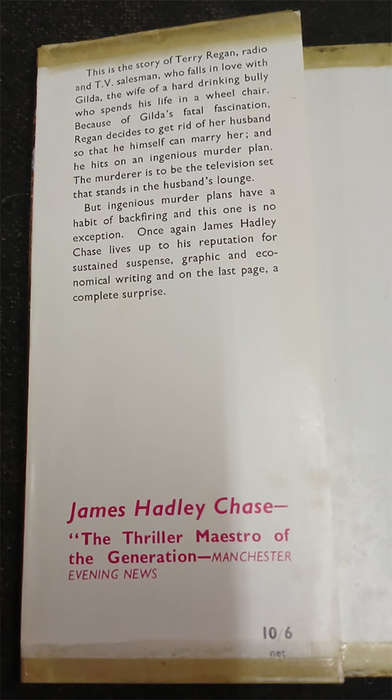 This is the story of Terry Regan, radio
and T.V. salesman, who falls in love with
Gilda, the wife of a hard drinking bully
who spends his life in a wheel chair.
Because of Gilda's fatal fascination,
Regan decides to get rid of her husband
so that he himself can marry her; and
he hits on an ingenious murder plan.
The murderer is to be the television set
that stands in the husband's lounge.
But ingenious murder plans have a
habit of backfiring and this one is no
exception. Once again James Hadley
Chase lives up to his reputation for
sustained suspense, graphic and eco-
nomical writing and on the last page, a
complete surprise.
James Hadley Chase—
"The Thriller Maestro of
the Generation—MANCHESTER
EVENING NEWS
10/6
net